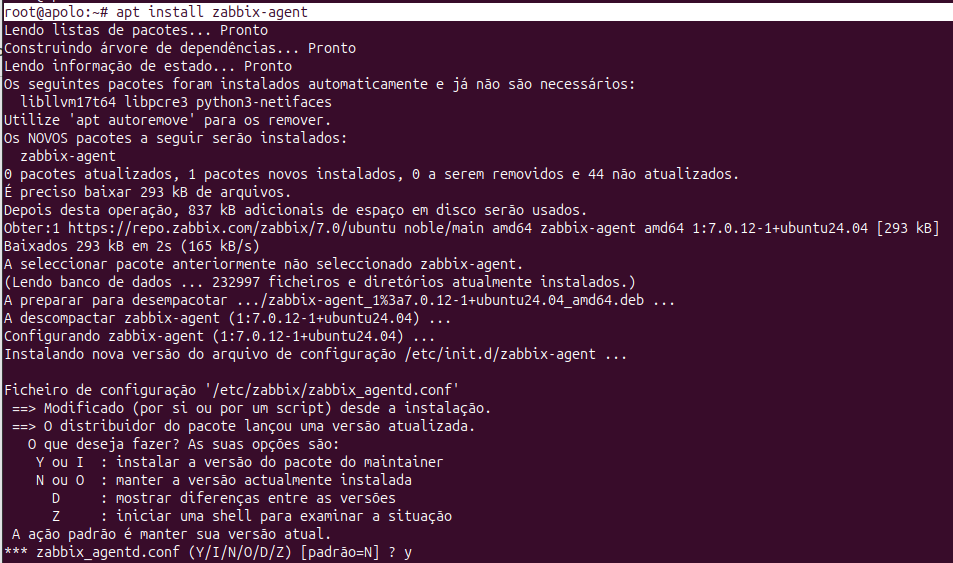 root@apolo:~# apt install zabbix-agent
Lendo listas de pacotes... Pronto
Construindo árvore de dependências... Pronto
Lendo informação de estado... Pronto
Os seguintes pacotes foram instalados automaticamente e já não são necessários:
  libllvm17t64 libpcre3 python3-netifaces
Utilize 'apt autoremove' para os remover.
Os NOVOS pacotes a seguir serão instalados:
  zabbix-agent
0 pacotes atualizados, 1 pacotes novos instalados, 0 a serem removidos e 44 não atualizados.
É preciso baixar 293 kB de arquivos.
Depois desta operação, 837 kB adicionais de espaço em disco serão usados.
Obter:1 https://repo.zabbix.com/zabbix/7.0/ubuntu noble/main amd64 zabbix-agent amd64 1:7.0.12-1+ubuntu24.04 [293 kB]
Baixados 293 kB em 2s (165 kB/s)
A seleccionar pacote anteriormente não seleccionado zabbix-agent.
(Lendo banco de dados ... 232997 ficheiros e diretórios atualmente instalados.)
A preparar para desempacotar .../zabbix-agent_1%3a7.0.12-1+ubuntu24.04_amd64.deb ...
A descompactar zabbix-agent (1:7.0.12-1+ubuntu24.04) ...
Configurando zabbix-agent (1:7.0.12-1+ubuntu24.04) ...
Instalando nova versão do arquivo de configuração /etc/init.d/zabbix-agent ...

Ficheiro de configuração '/etc/zabbix/zabbix_agentd.conf'
 ==> Modificado (por si ou por um script) desde a instalação.
 ==> O distribuidor do pacote lançou uma versão atualizada.
   O que deseja fazer? As suas opções são:
    Y ou I  : instalar a versão do pacote do maintainer
    N ou O  : manter a versão actualmente instalada
      D     : mostrar diferenças entre as versões
      Z     : iniciar uma shell para examinar a situação
 A ação padrão é manter sua versão atual.
*** zabbix_agentd.conf (Y/I/N/O/D/Z) [padrão=N] ? y